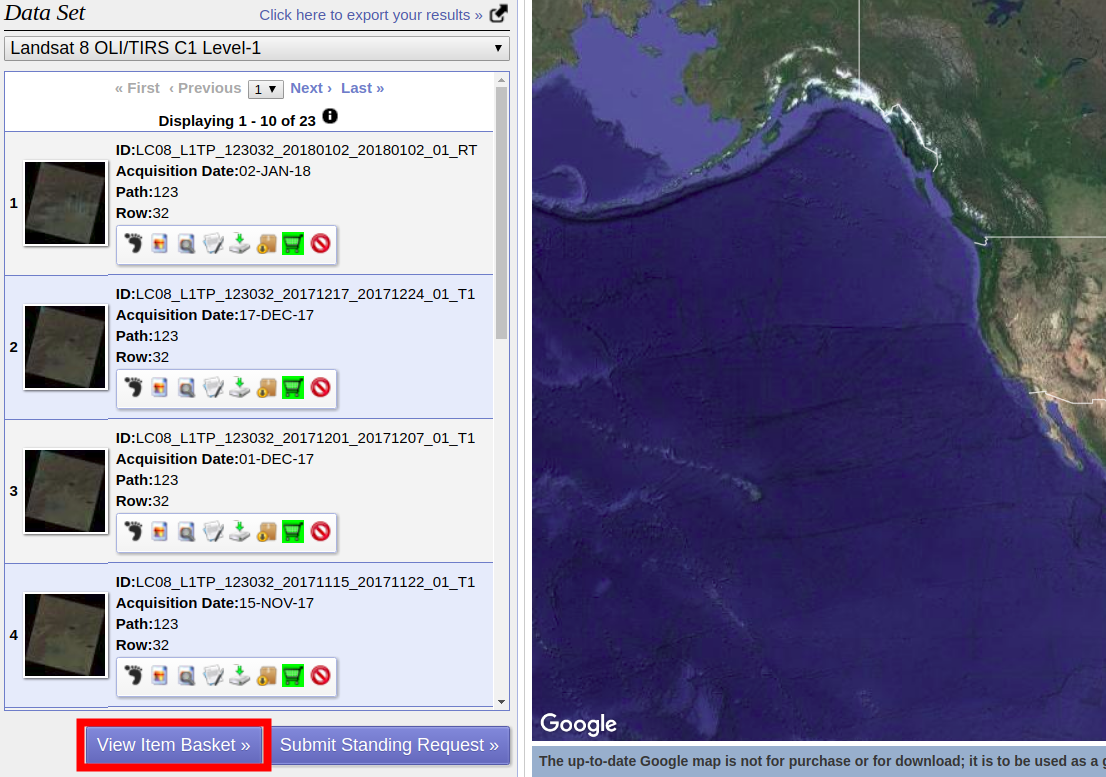 Data Set
Click here to export your results »
Landsat 8 OLI/TIRS C1 Level-1
« First ‹ Previous 1 Next › Last »
Displaying 1 - 10 of 23
1
ID:LC08_L1TP_123032_20180102_20180102_01_RT
Acquisition Date:02-JAN-18
Path:123
Row:32
2
ID:LC08_L1TP_123032_20171217_20171224_01_T1
Acquisition Date:17-DEC-17
Path:123
Row:32
3
ID:LC08_L1TP_123032_20171201_20171207_01_T1
Acquisition Date:01-DEC-17
Path:123
Row:32
4
ID:LC08_L1TP_123032_20171115_20171122_01_T1
Acquisition Date:15-NOV-17
Path:123
Row:32
View Item Basket »
Submit Standing Request »
Google
The up-to-date Google map is not for purchase or for download; it is to be used as a